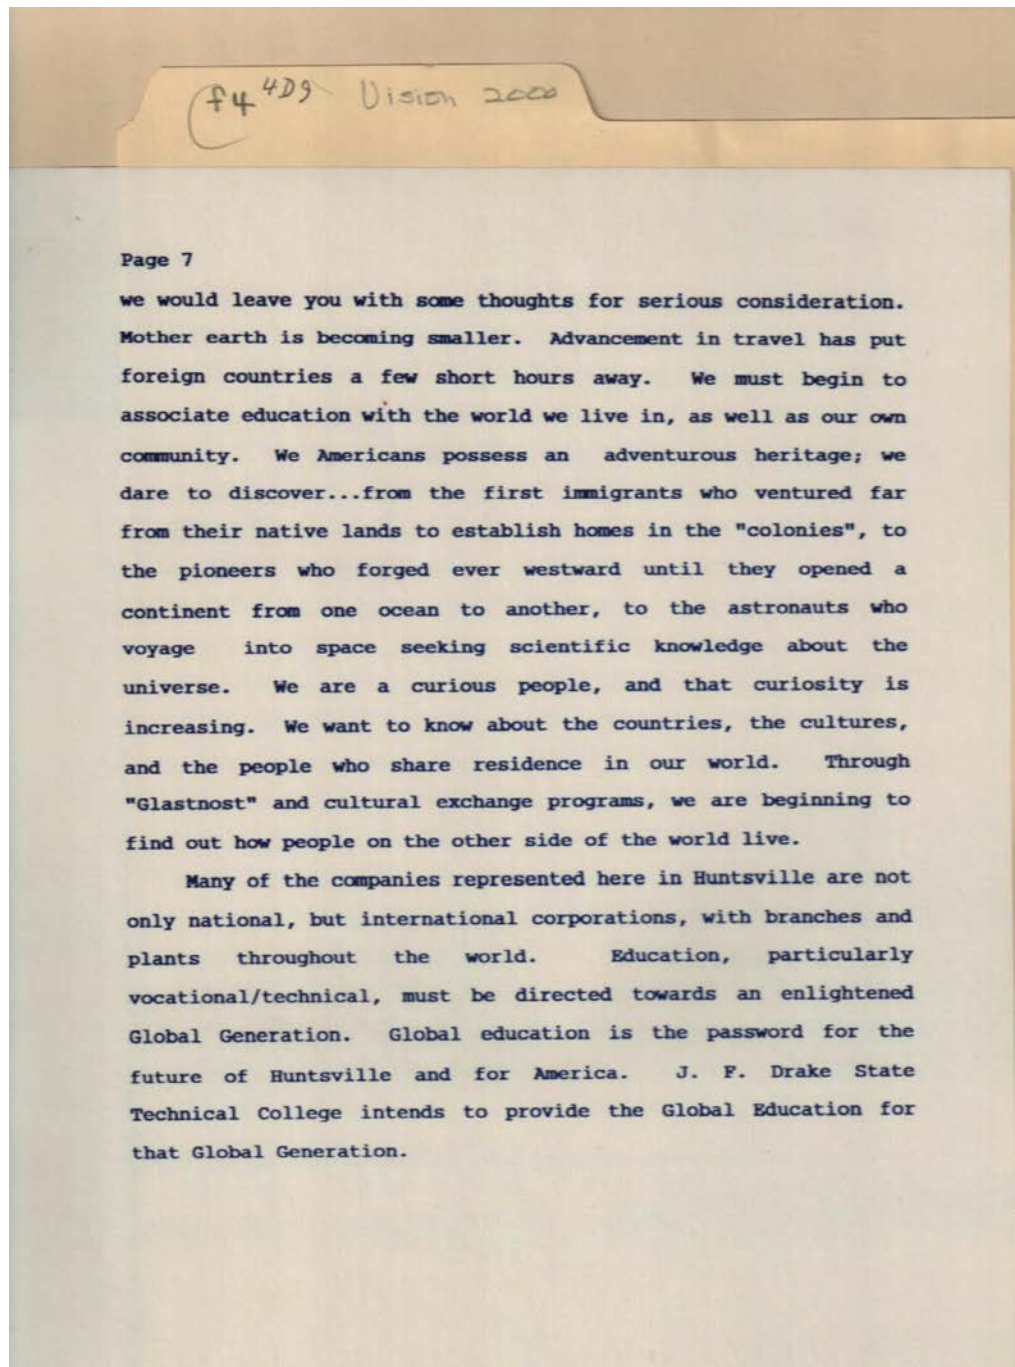 f4 4D9 Vision 2000
Page 7
we would leave you with some thoughts for serious consideration.
Mother earth is becoming smaller. Advancement in travel has put
foreign countries a few short hours away. We must begin to
associate education with the world we live in, as well as our own
community. We Americans possess an adventurous heritage; we
dare to discover...from the first immigrants who ventured far
from their native lands to establish homes in the "colonies", to
the pioneers who forged ever westward until they opened a
continent from one ocean to another, to the astronauts who
voyage into space seeking scientific knowledge about the
universe. We are a curious people, and that curiosity is
increasing. We want to know about the countries, the cultures,
and the people who share residence in our world. Through
"Glastnost" and cultural exchange programs, we are beginning to
find out how people on the other side of the world live.
Many of the companies represented here in Huntsville are not
only national, but international corporations, with branches and
plants throughout the world. Education, particularly
vocational/technical, must be directed towards an enlightened
Global Generation. Global education is the password for the
future of Huntsville and for America. J. F. Drake State
Technical College intends to provide the Global Education for
that Global Generation.